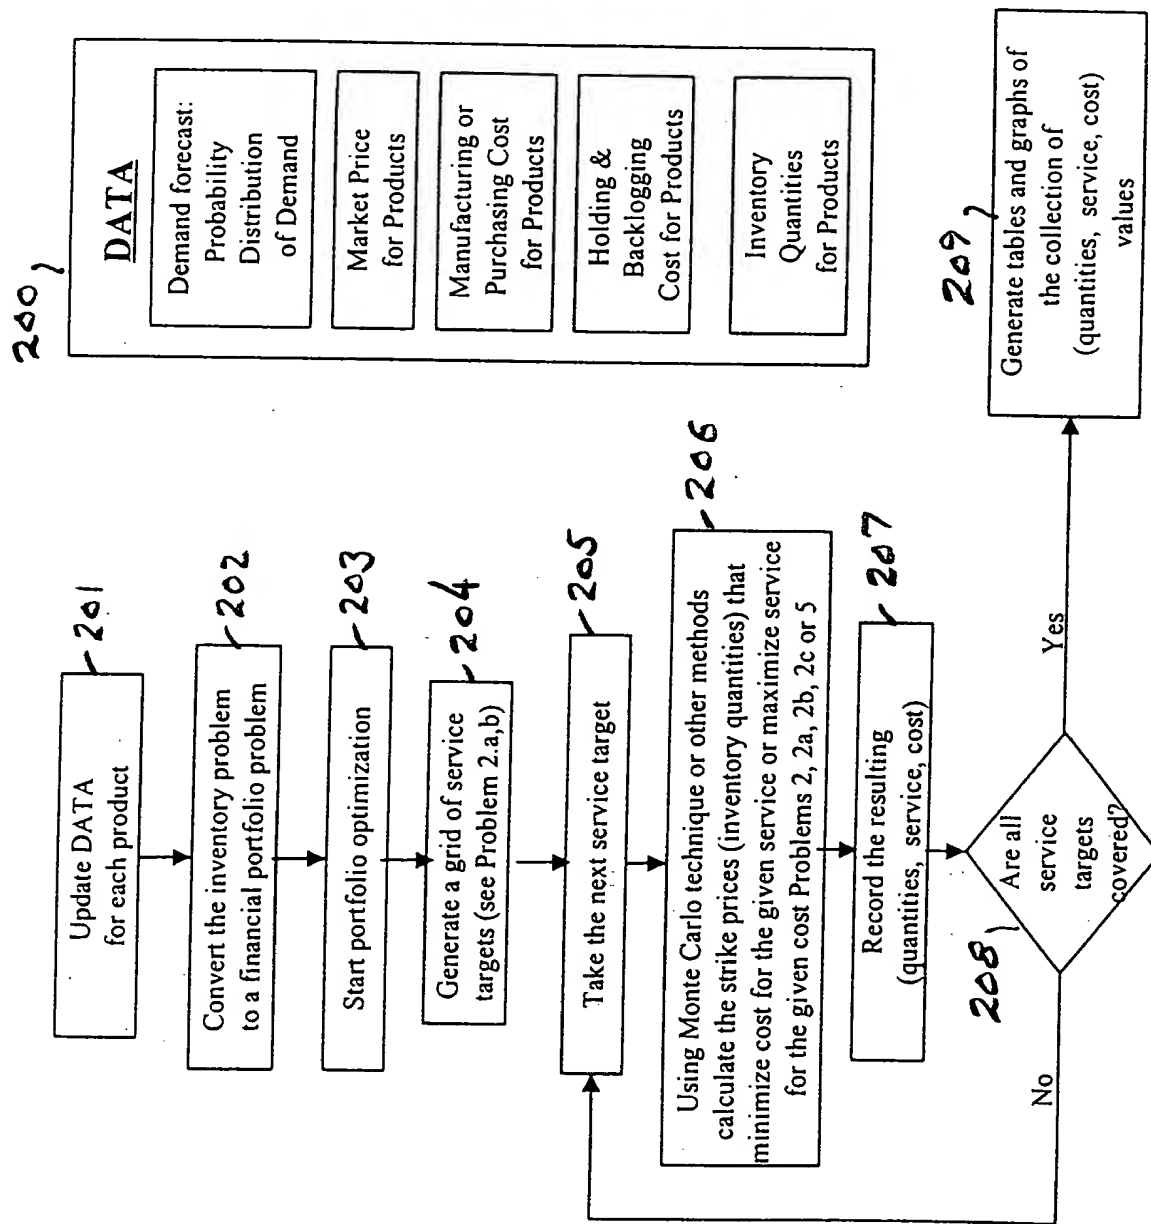 200
DATA
Demand forecast:
Probability
Distribution
of Demand
Market Price
for Products
Manufacturing or
Purchasing Cost
for Products
Holding &
Backlogging
Cost for Products
Inventory
Quantities
for Products
201
Update DATA
for each product
202
Convert the inventory problem
to a financial portfolio problem
203
Start portfolio optimization
204
Generate a grid of service
targets (see Problem 2.a,b)
205
Take the next service target
206
Using Monte Carlo technique or other methods
calculate the strike prices (inventory quantities) that
minimize cost for the given service or maximize service
for the given cost Problems 2, 2a, 2b, 2c or 5
207
Record the resulting
(quantities, service, cost)
208
Are all
service
targets
covered?
No
Yes
209
Generate tables and graphs of
the collection of
(quantities, service, cost)
values